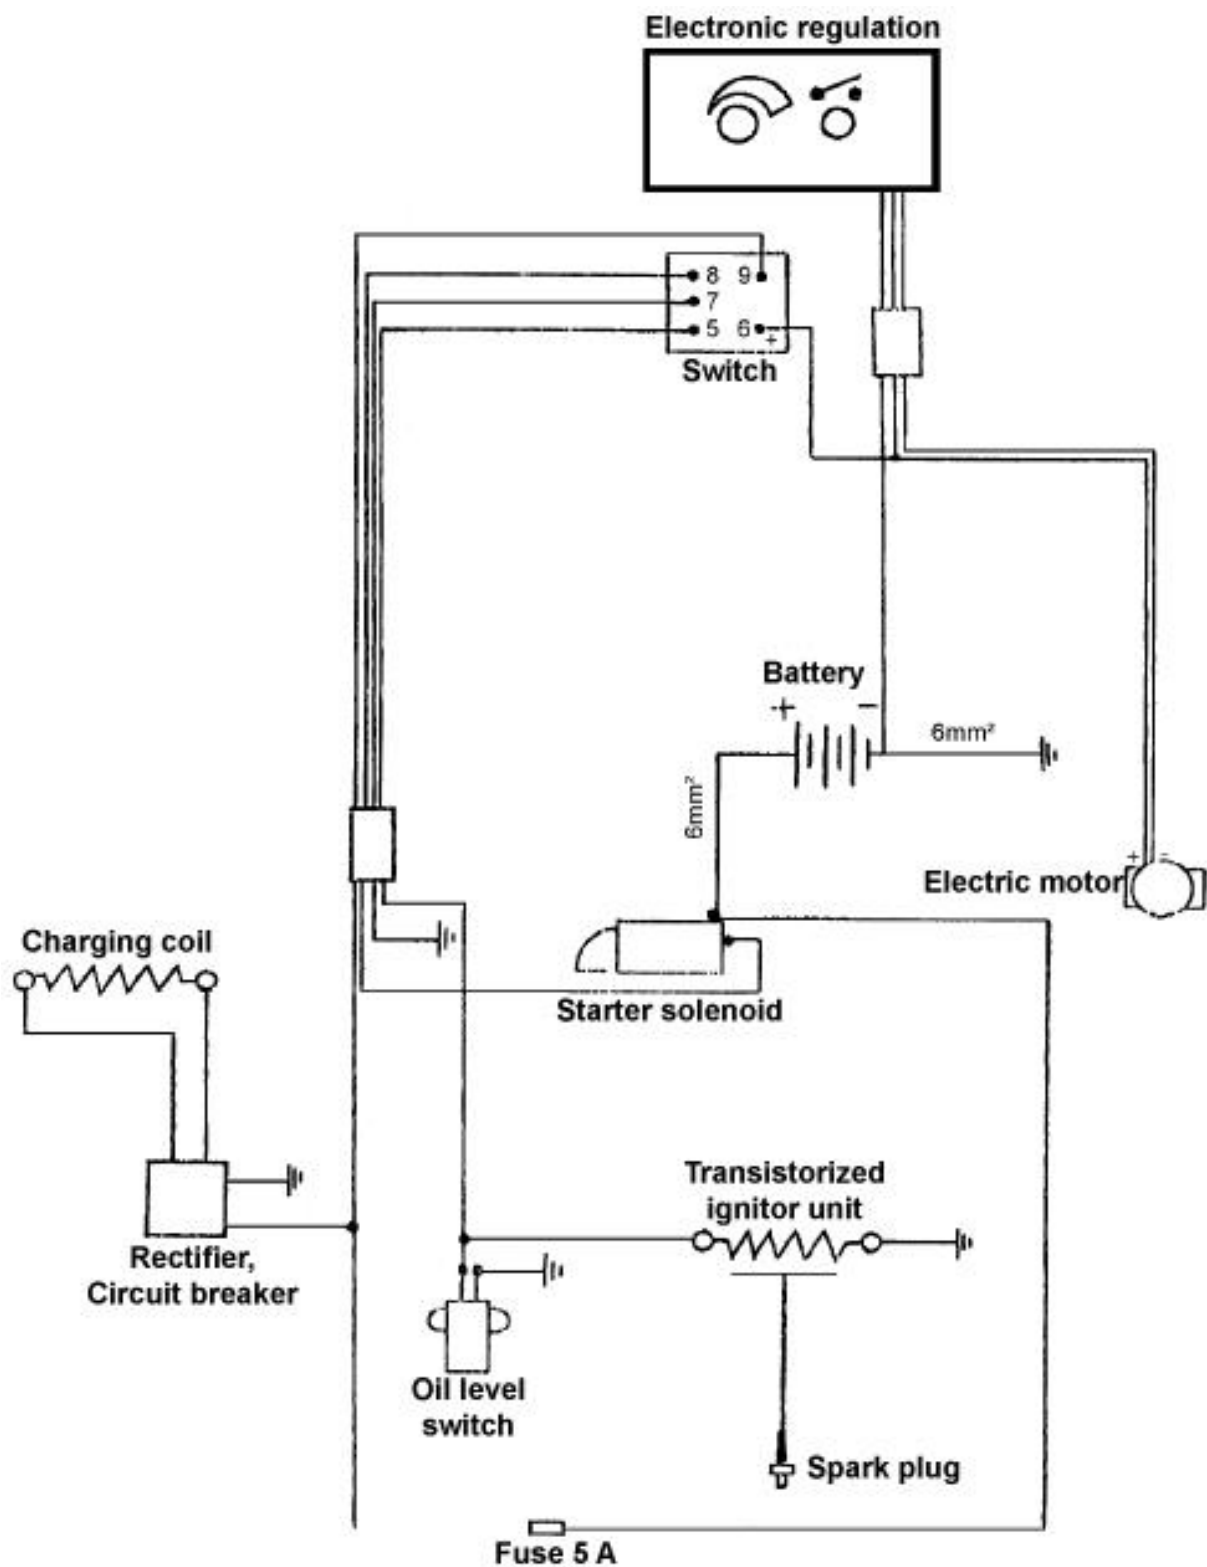 Electronic regulation
8 9
7
5 6
+
Switch
Battery
+ −
6mm²
6mm²
+ −
Electric motor
Charging coil
Starter solenoid
Transistorized
ignitor unit
Rectifier,
Circuit breaker
Oil level
switch
Spark plug
Fuse 5 A